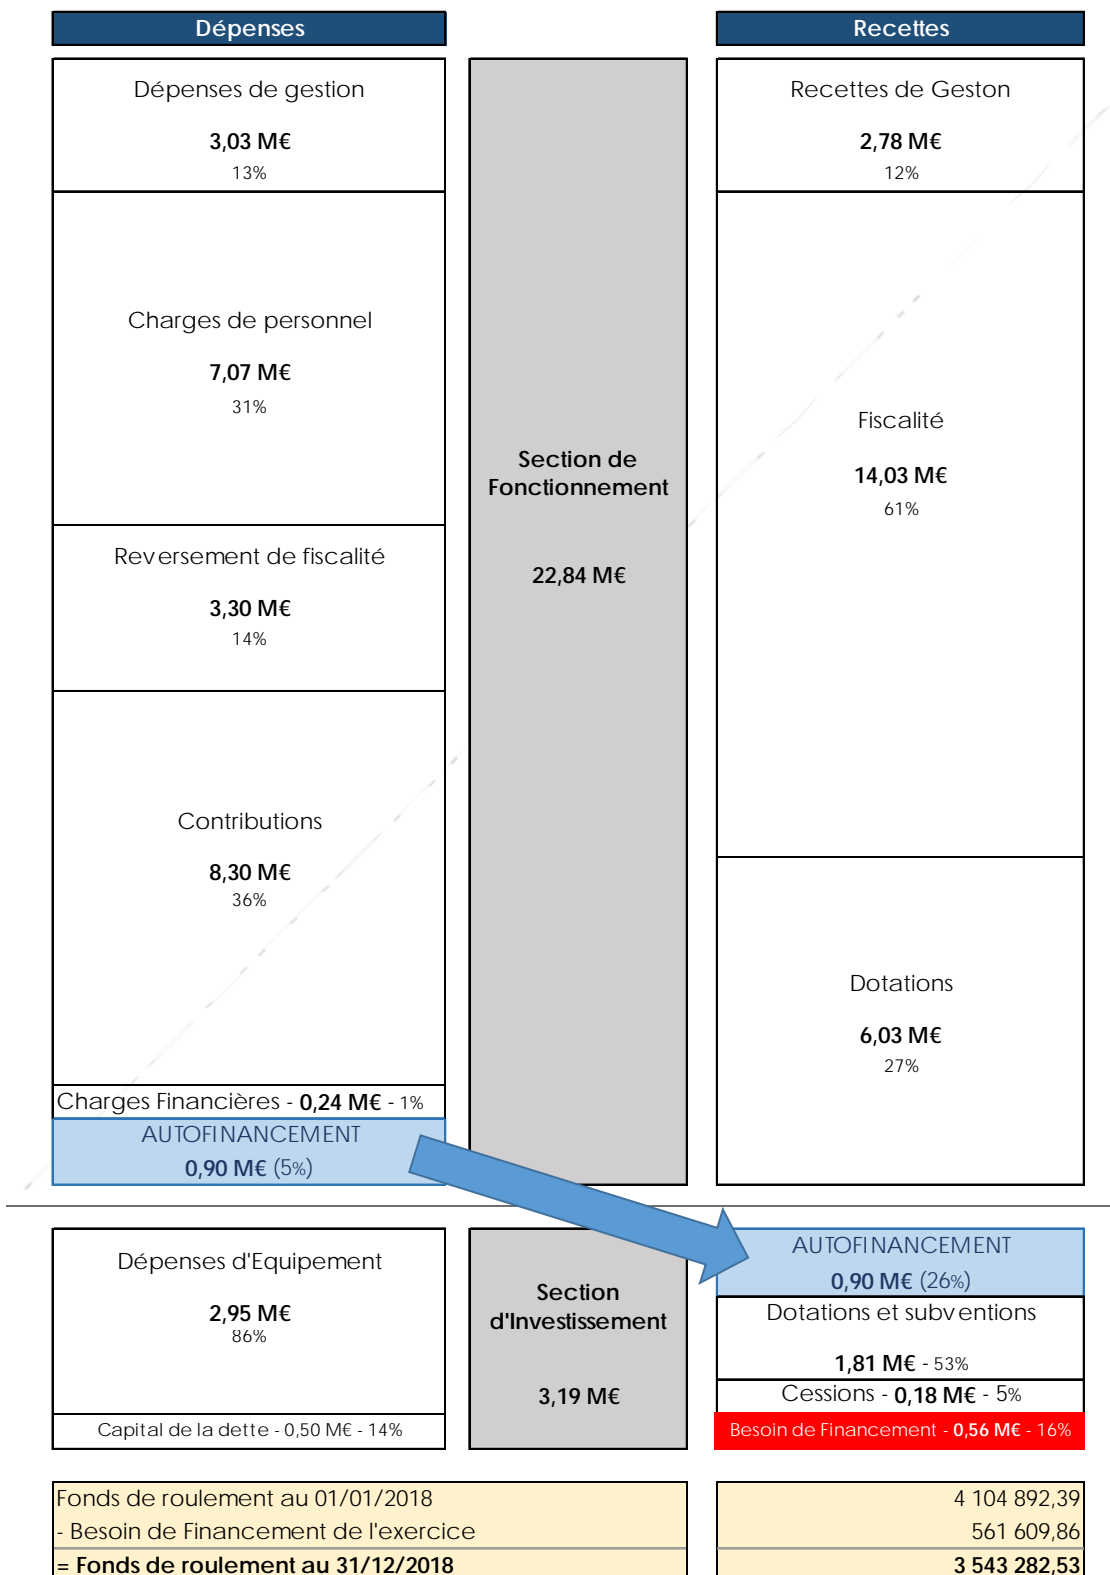 Dépenses
Recettes
Dépenses de gestion
3,03 M€
13%
Charges de personnel
7,07 M€
31%
Reversement de fiscalité
3,30 M€
14%
Contributions
8,30 M€
36%
Charges Financières - 0,24 M€ - 1%
AUTOFINANCEMENT
0,90 M€ (5%)
Section de
Fonctionnement
22,84 M€
Recettes de Geston
2,78 M€
12%
Fiscalité
14,03 M€
61%
Dotations
6,03 M€
27%
Dépenses d'Equipement
2,95 M€
86%
Capital de la dette - 0,50 M€ - 14%
Section
d'Investissement
3,19 M€
AUTOFINANCEMENT
0,90 M€ (26%)
Dotations et subventions
1,81 M€ - 53%
Cessions - 0,18 M€ - 5%
Besoin de Financement - 0,56 M€ - 16%
Fonds de roulement au 01/01/2018 4 104 892,39
- Besoin de Financement de l'exercice 561 609,86
= Fonds de roulement au 31/12/2018 3 543 282,53